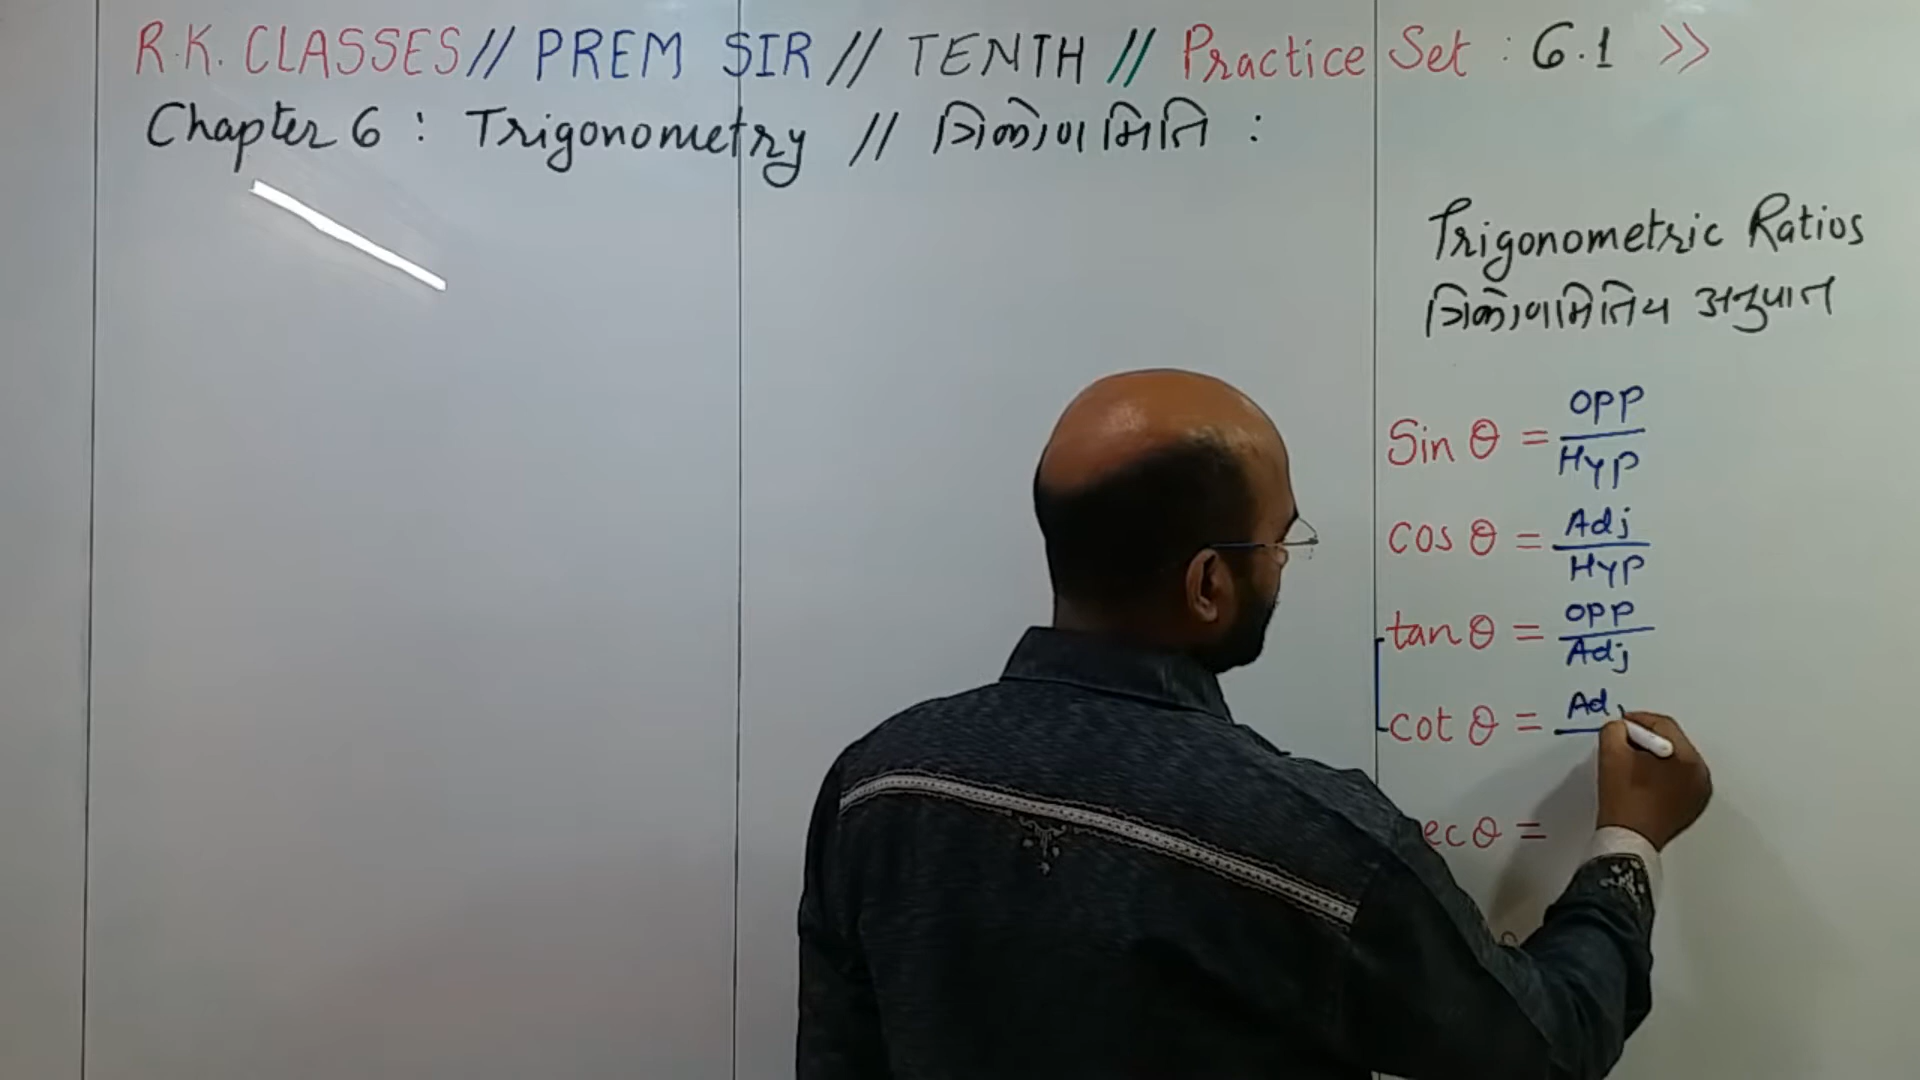 R.K. CLASSES // PREM SIR // TENTH // Practice Set : 6.1 >>
Chapter 6 : Trigonometry // त्रिकोणमिति :
Trigonometric Ratios
त्रिकोणमितिय अनुपात
Sin θ = OPP/HYP
cos θ = Adj/HYP
tan θ = OPP/Adj
cot θ = Adj
ec θ =